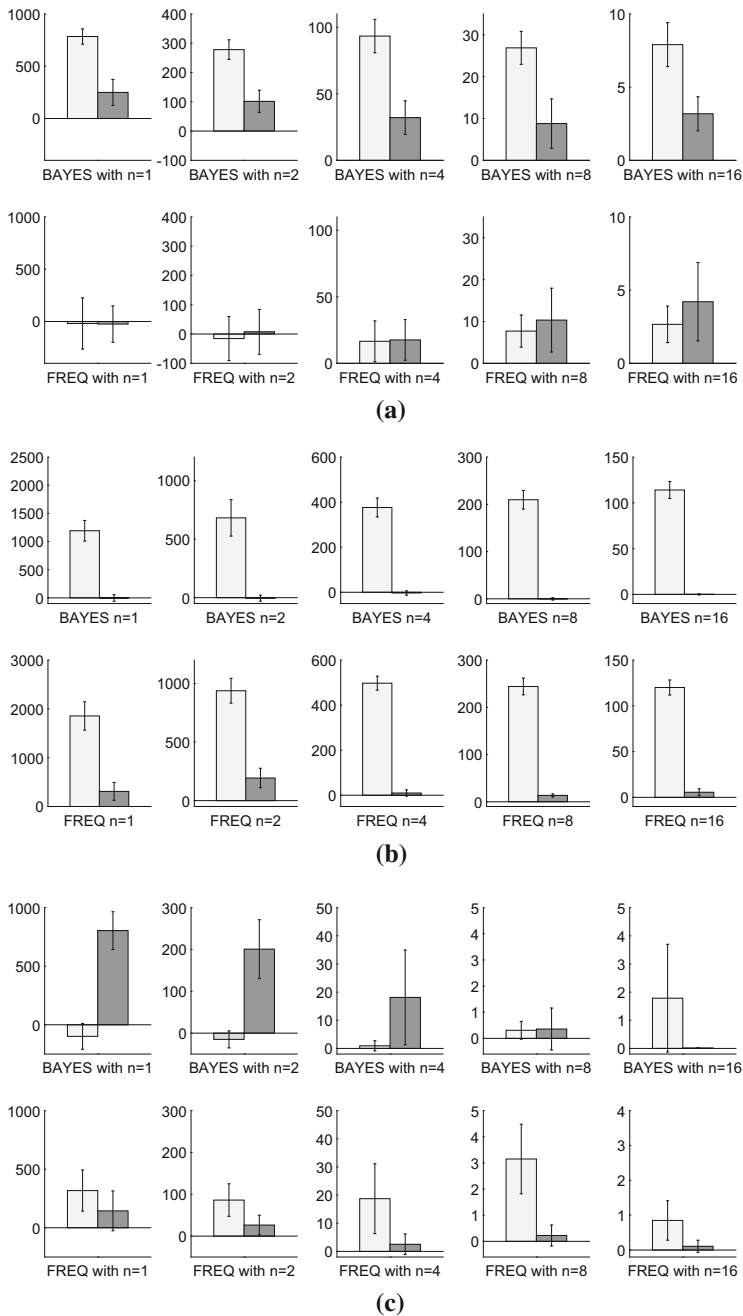 1000 400 100 30 10
500 300 50 20 5
0 200 0 10 0
100 0
0
-100
BAYES with n=1 BAYES with n=2 BAYES with n=4 BAYES with n=8 BAYES with n=16
1000 400 100 30 10
500 300 50 20 5
0 200 0 10 0
100 0
0
-100
FREQ with n=1 FREQ with n=2 FREQ with n=4 FREQ with n=8 FREQ with n=16
(a)
2500 1000 600 300 150
2000 500 400 200 100
1500 0 200 100 50
1000 0 0 0
500
0
BAYES n=1 BAYES n=2 BAYES n=4 BAYES n=8 BAYES n=16
3000 1000 600 300 150
2000 500 400 200 100
1000 0 200 100 50
0 0 0 0
FREQ n=1 FREQ n=2 FREQ n=4 FREQ n=8 FREQ n=16
(b)
1000 300 50 5 5
500 200 40 4 4
0 100 30 3 3
0 20 2 2
10 1 1
0 0 0
BAYES with n=1 BAYES with n=2 BAYES with n=4 BAYES with n=8 BAYES with n=16
1000 300 50 5 4
500 200 40 4 3
0 100 30 3 2
0 20 2 1
10 1 0
0 0
FREQ with n=1 FREQ with n=2 FREQ with n=4 FREQ with n=8 FREQ with n=16
(c)